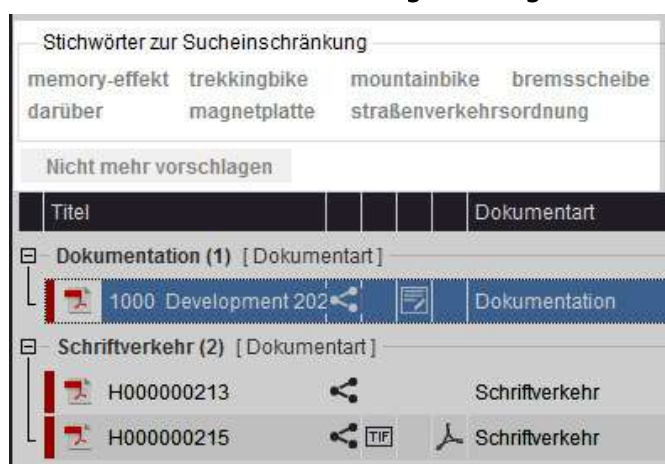 Stichwörter zur Sucheinschränkung
memory-effekt trekkingbike mountainbike bremsscheibe
darüber magnetplatte straßenverkehrsordnung
Nicht mehr vorschlagen
Titel Dokumentart
Dokumentation (1) [Dokumentart]
1000 Development 202 Dokumentation
Schriftverkehr (2) [Dokumentart]
H000000213 Schriftverkehr
H000000215 TIF Schriftverkehr